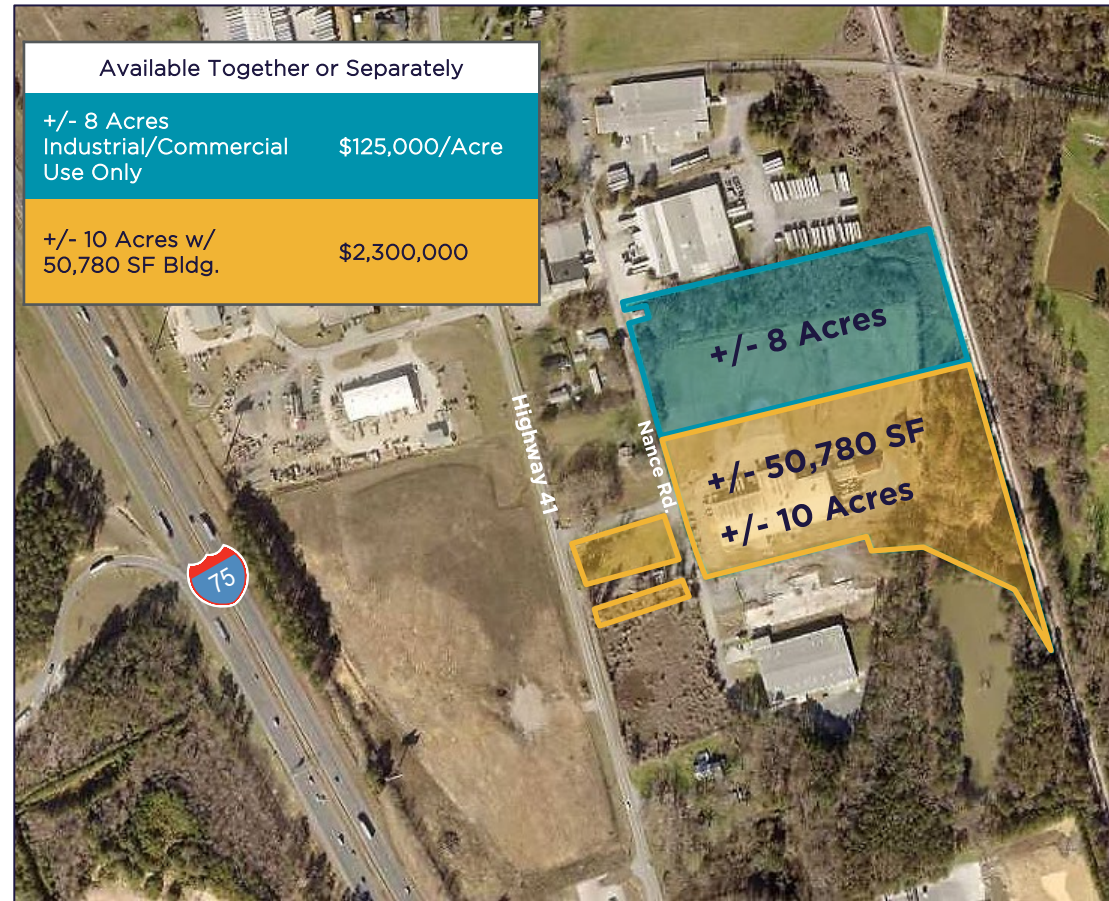 Available Together or Separately
+/- 8 Acres
Industrial/Commercial
Use Only
$125,000/Acre
+/- 10 Acres w/
50,780 SF Bldg.
$2,300,000
+/- 8 Acres
Highway 41
Nance Rd.
+/- 50,780 SF
+/- 10 Acres
75